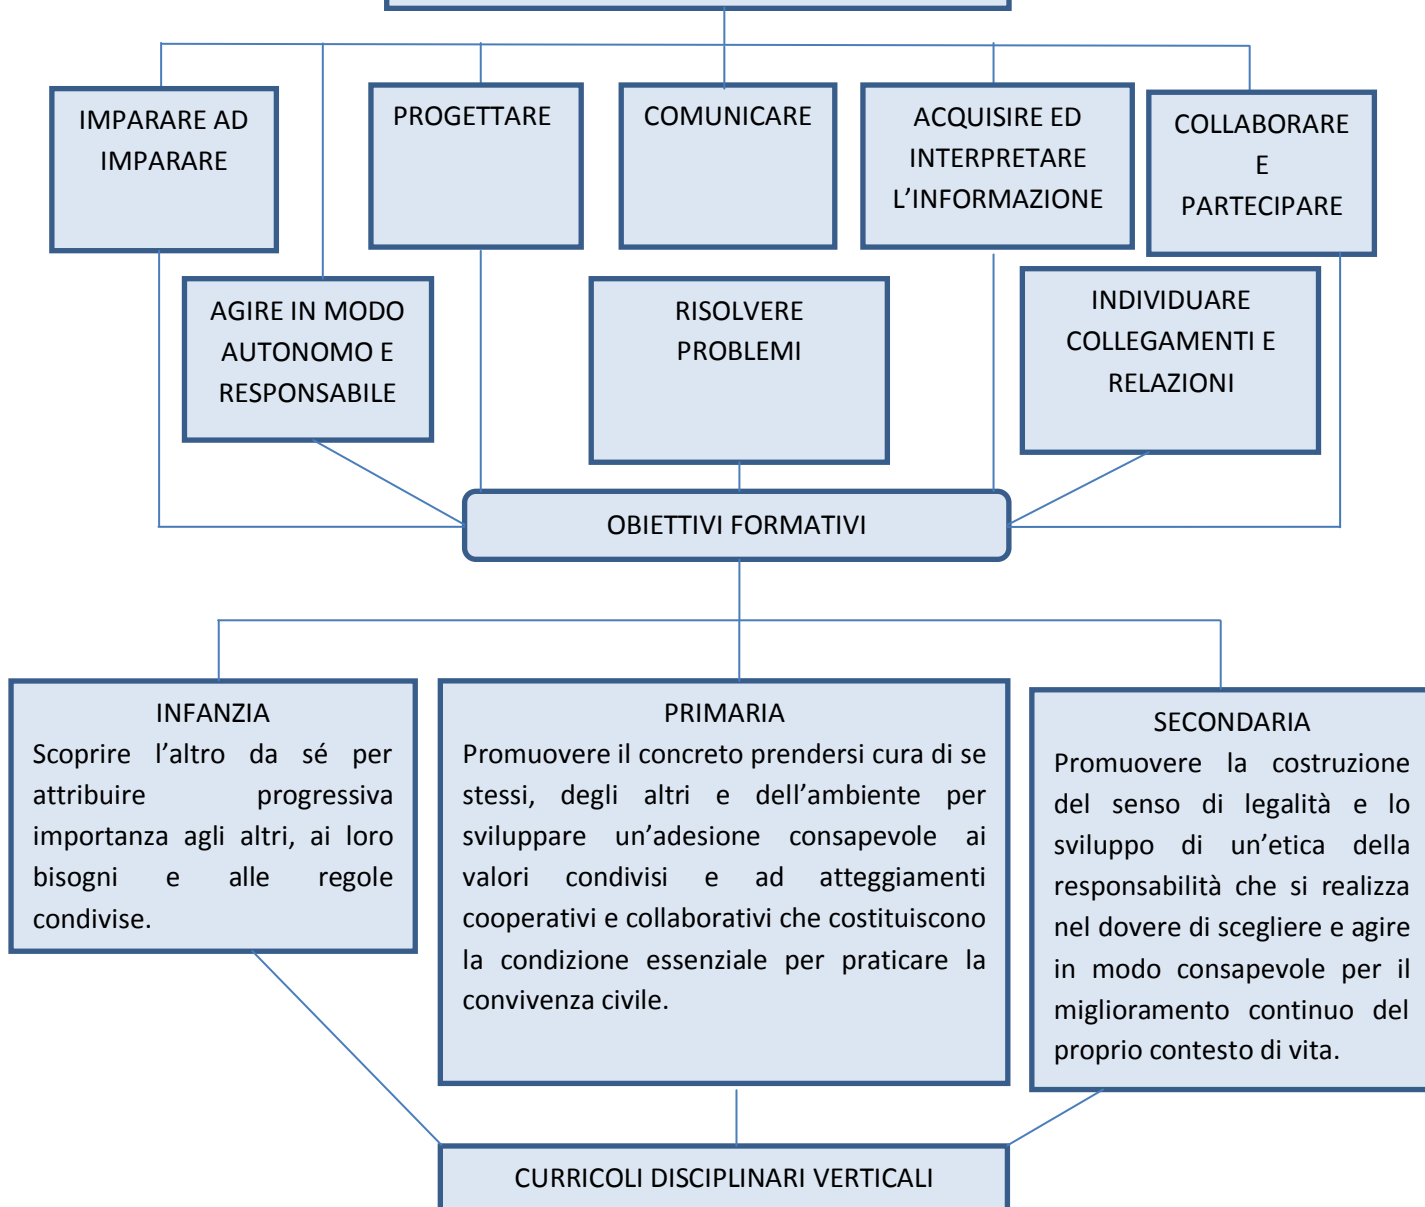 IMPARARE AD
IMPARARE
PROGETTARE
COMUNICARE
ACQUISIRE ED
INTERPRETARE
L’INFORMAZIONE
COLLABORARE
E
PARTECIPARE
AGIRE IN MODO
AUTONOMO E
RESPONSABILE
RISOLVERE
PROBLEMI
INDIVIDUARE
COLLEGAMENTI E
RELAZIONI
OBIETTIVI FORMATIVI
INFANZIA
Scoprire l’altro da sé per
attribuire progressiva
importanza agli altri, ai loro
bisogni e alle regole
condivise.
PRIMARIA
Promuovere il concreto prendersi cura di se
stessi, degli altri e dell’ambiente per
sviluppare un’adesione consapevole ai
valori condivisi e ad atteggiamenti
cooperativi e collaborativi che costituiscono
la condizione essenziale per praticare la
convivenza civile.
SECONDARIA
Promuovere la costruzione
del senso di legalità e lo
sviluppo di un’etica della
responsabilità che si realizza
nel dovere di scegliere e agire
in modo consapevole per il
miglioramento continuo del
proprio contesto di vita.
CURRICOLI DISCIPLINARI VERTICALI